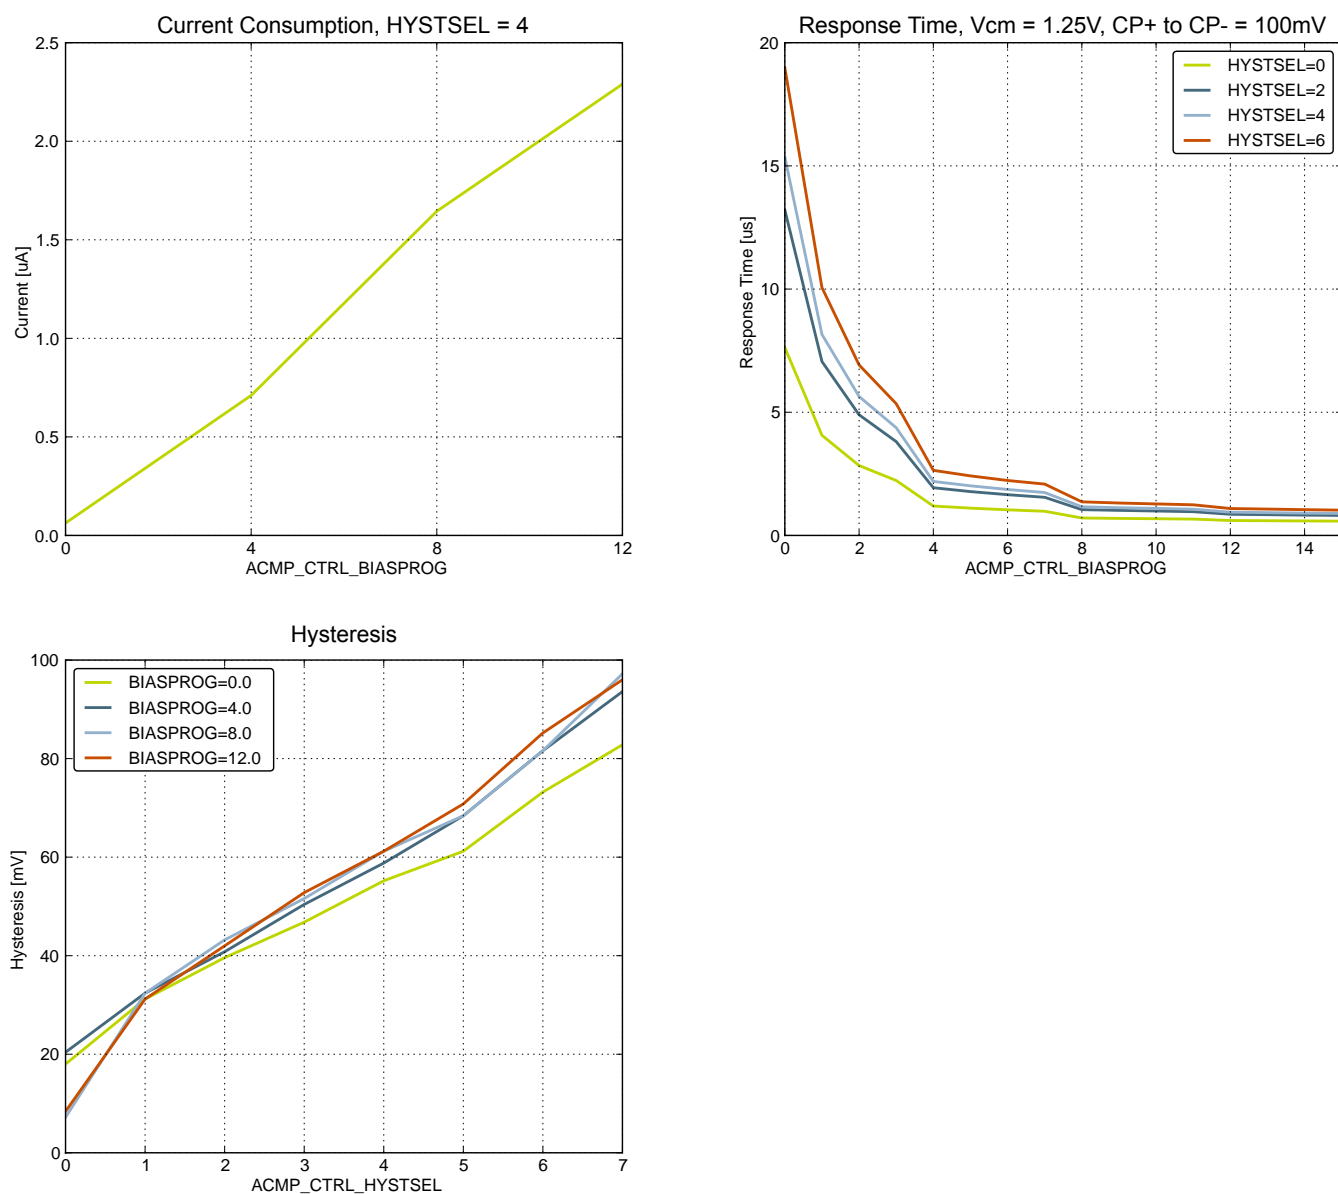 Current Consumption, HYSTSEL = 4
2.5
2.0
1.5
1.0
0.5
0.0
Current [uA]
0 4 8 12
ACMP_CTRL_BIASPROG
Response Time, Vcm = 1.25V, CP+ to CP- = 100mV
20
15
10
5
0
Response Time [us]
HYSTSEL=0
HYSTSEL=2
HYSTSEL=4
HYSTSEL=6
0 2 4 6 8 10 12 14
ACMP_CTRL_BIASPROG
Hysteresis
100
80
60
40
20
0
Hysteresis [mV]
BIASPROG=0.0
BIASPROG=4.0
BIASPROG=8.0
BIASPROG=12.0
0 1 2 3 4 5 6 7
ACMP_CTRL_HYSTSEL